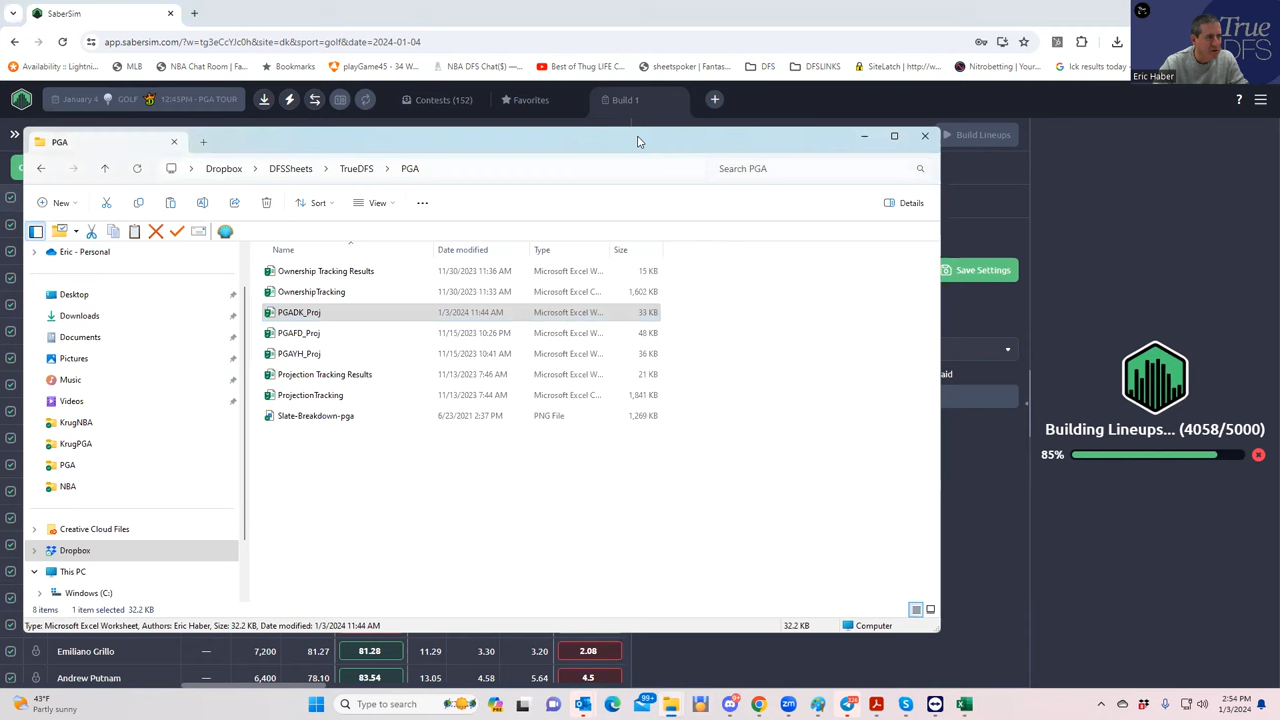 SaberSim
app.sabersim.com/?w=tg3eCcYJc0h&site=dk&sport=golf&date=2024-01-04
Availability :: Lightni...
MLB
NBA Chat Room | Fa...
Bookmarks
playGame45 - 34 W...
NBA DFS Chat($) —...
Best of Thug LIFE C...
sheetspoker - Pasta...
DFS
DFSLINKS
SiteLatch | http://w...
Nitrobetting | Your...
Ick results today
True
DFS
Eric Haber
January 4
GOLF
12:45PM - PGA TOUR
Contests (152)
Favorites
Build 1
?
PGA
Build Lineups
Dropbox
DFSSheets
TrueDFS
PGA
Search PGA
New
Sort
View
Details
Eric - Personal
Name
Date modified
Type
Size
Ownership Tracking Results
11/30/2023 11:36 AM
Microsoft Excel W...
15 KB
Save Settings
Desktop
OwnershipTracking
11/30/2023 11:33 AM
Microsoft Excel C...
1,602 KB
Downloads
PGADK_Proj
1/3/2024 11:44 AM
Microsoft Excel W...
33 KB
Documents
PGAFD_Proj
11/15/2023 10:26 PM
Microsoft Excel W...
48 KB
Pictures
PGAYH_Proj
11/15/2023 10:41 AM
Microsoft Excel W...
36 KB
Music
Projection Tracking Results
11/13/2023 7:46 AM
Microsoft Excel W...
21 KB
aid
Videos
ProjectionTracking
11/13/2023 7:44 AM
Microsoft Excel C...
1,841 KB
KrugNBA
Slate-Breakdown-pga
6/23/2021 2:37 PM
PNG File
1,269 KB
KrugPGA
PGA
NBA
Building Lineups... (4058/5000)
85%
Creative Cloud Files
Dropbox
This PC
Windows (C:)
8 items
1 item selected 32.2 KB
Type: Microsoft Excel Worksheet, Authors: Eric Haber, Size: 32.2 KB, Date modified: 1/3/2024 11:44 AM
32.2 KB
Computer
Emiliano Grillo
—
7,200
81.27
81.28
11.29
3.30
3.20
2.08
Andrew Putnam
—
6,400
78.10
83.54
13.05
4.58
5.64
4.5
43°F
Partly sunny
Type to search
99+
2:54 PM
1/3/2024